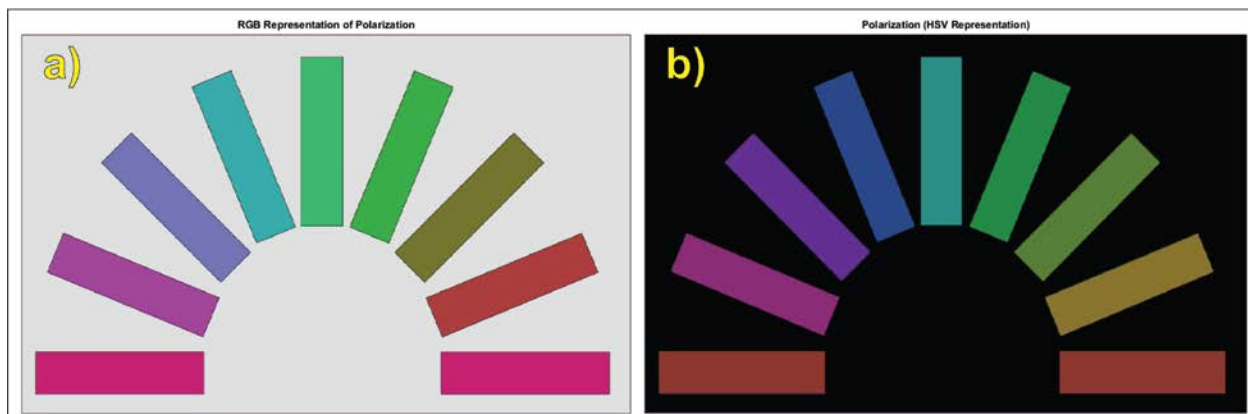 RGB Representation of Polarization
Polarization (HSV Representation)
a)
b)